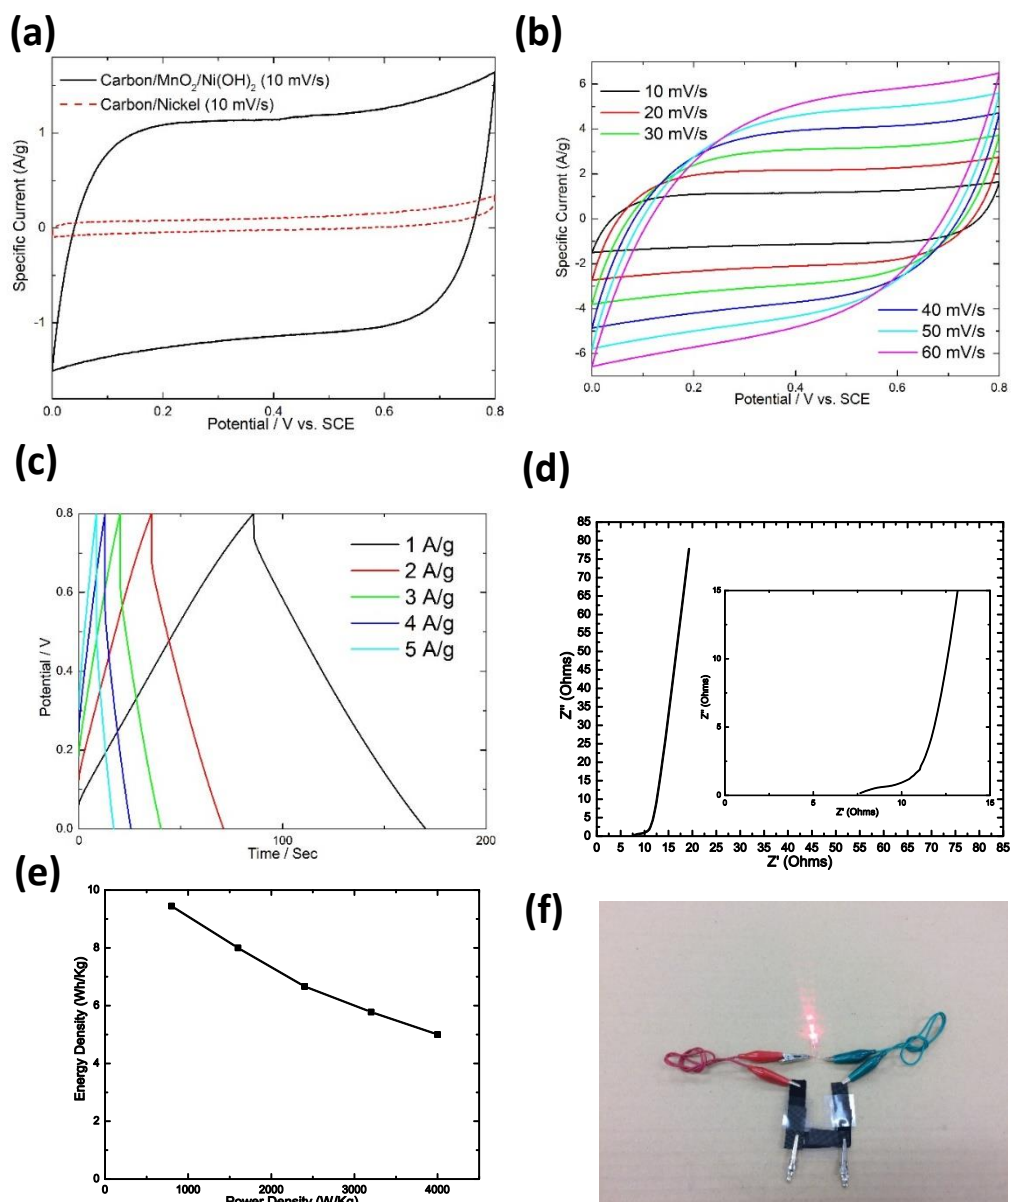 (a)
Carbon/MnO₂/Ni(OH)₂ (10 mV/s)
Carbon/Nickel (10 mV/s)
Specific Current (A/g)
1
0
-1
0.0 0.2 0.4 0.6 0.8
Potential / V vs. SCE
(b)
10 mV/s
20 mV/s
30 mV/s
40 mV/s
50 mV/s
60 mV/s
Specific Current (A/g)
6
4
2
0
-2
-4
-6
0.0 0.2 0.4 0.6 0.8
Potential / V vs. SCE
(c)
1 A/g
2 A/g
3 A/g
4 A/g
5 A/g
Potential / V
0.8
0.6
0.4
0.2
0.0
0 100 200
Time / Sec
(d)
Z'' (Ohms)
85
80
75
70
65
60
55
50
45
40
35
30
25
20
15
10
5
0
0 5 10 15 20 25 30 35 40 45 50 55 60 65 70 75 80 85
Z' (Ohms)
Z'' (Ohms)
15
10
5
0
0 5 10 15
Z' (Ohms)
(e)
Energy Density (Wh/Kg)
10
8
6
4
2
0
0 1000 2000 3000 4000
Power Density (W/Kg)
(f)